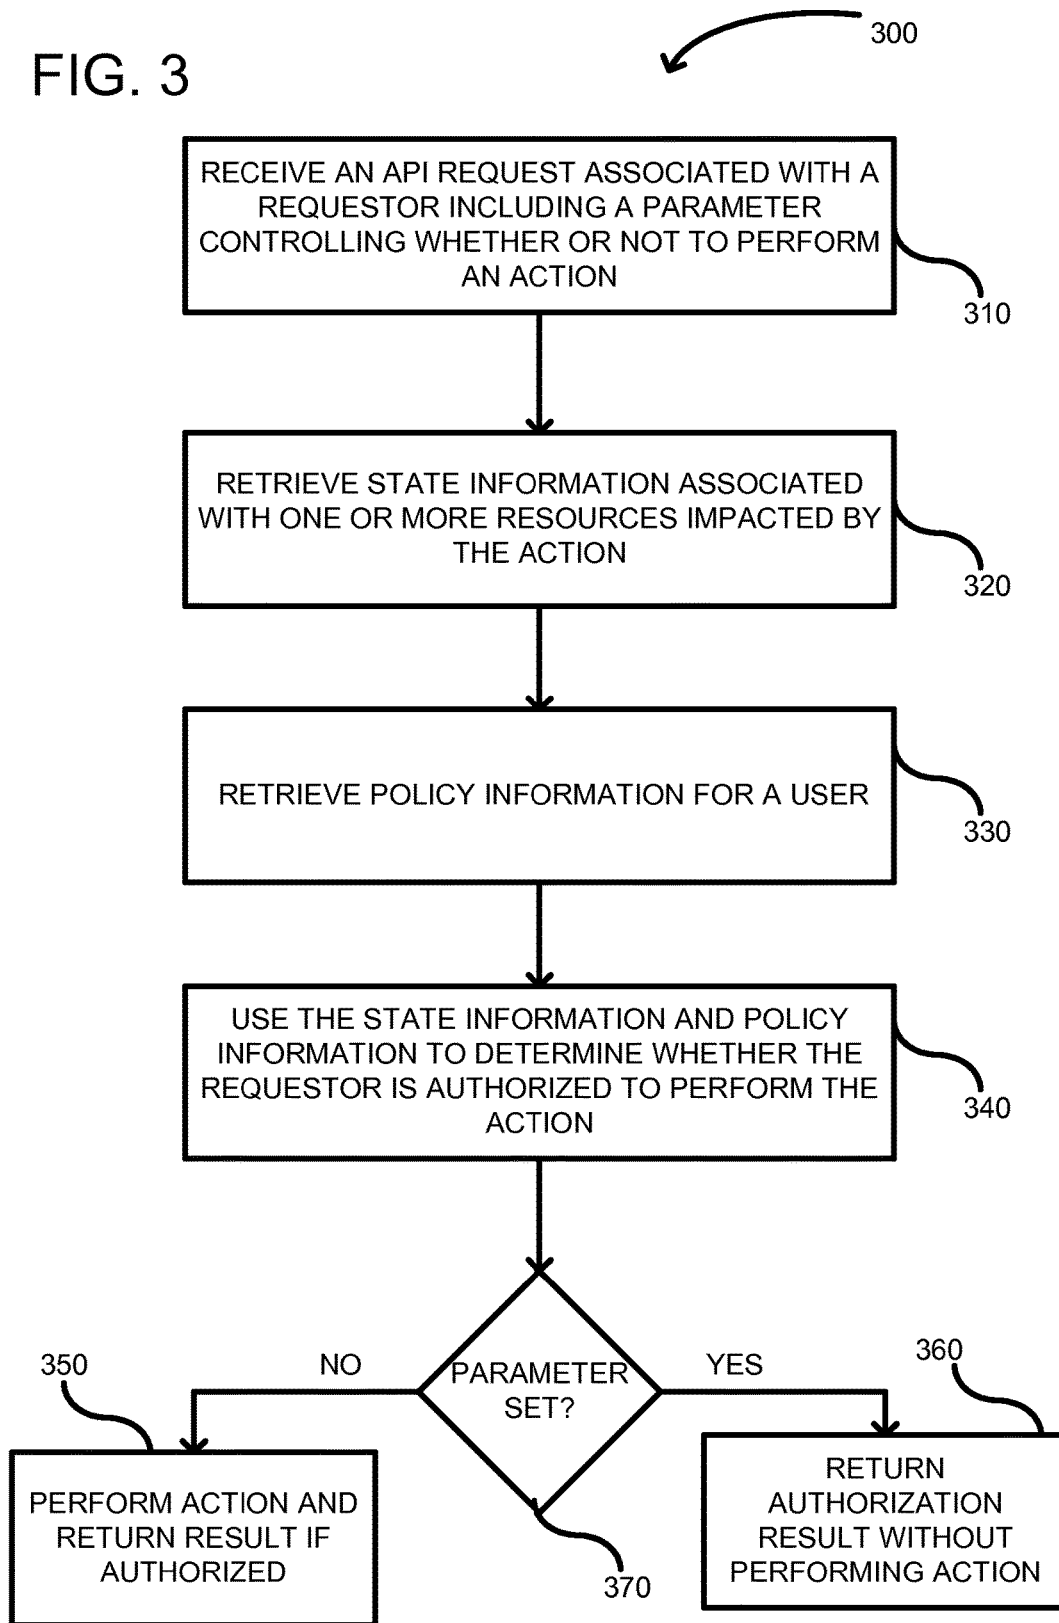 300
FIG. 3
RECEIVE AN API REQUEST ASSOCIATED WITH A
REQUESTOR INCLUDING A PARAMETER
CONTROLLING WHETHER OR NOT TO PERFORM
AN ACTION
310
RETRIEVE STATE INFORMATION ASSOCIATED
WITH ONE OR MORE RESOURCES IMPACTED BY
THE ACTION
320
RETRIEVE POLICY INFORMATION FOR A USER
330
USE THE STATE INFORMATION AND POLICY
INFORMATION TO DETERMINE WHETHER THE
REQUESTOR IS AUTHORIZED TO PERFORM THE
ACTION
340
PARAMETER
SET?
370
NO
350
PERFORM ACTION AND
RETURN RESULT IF
AUTHORIZED
YES
360
RETURN
AUTHORIZATION
RESULT WITHOUT
PERFORMING ACTION